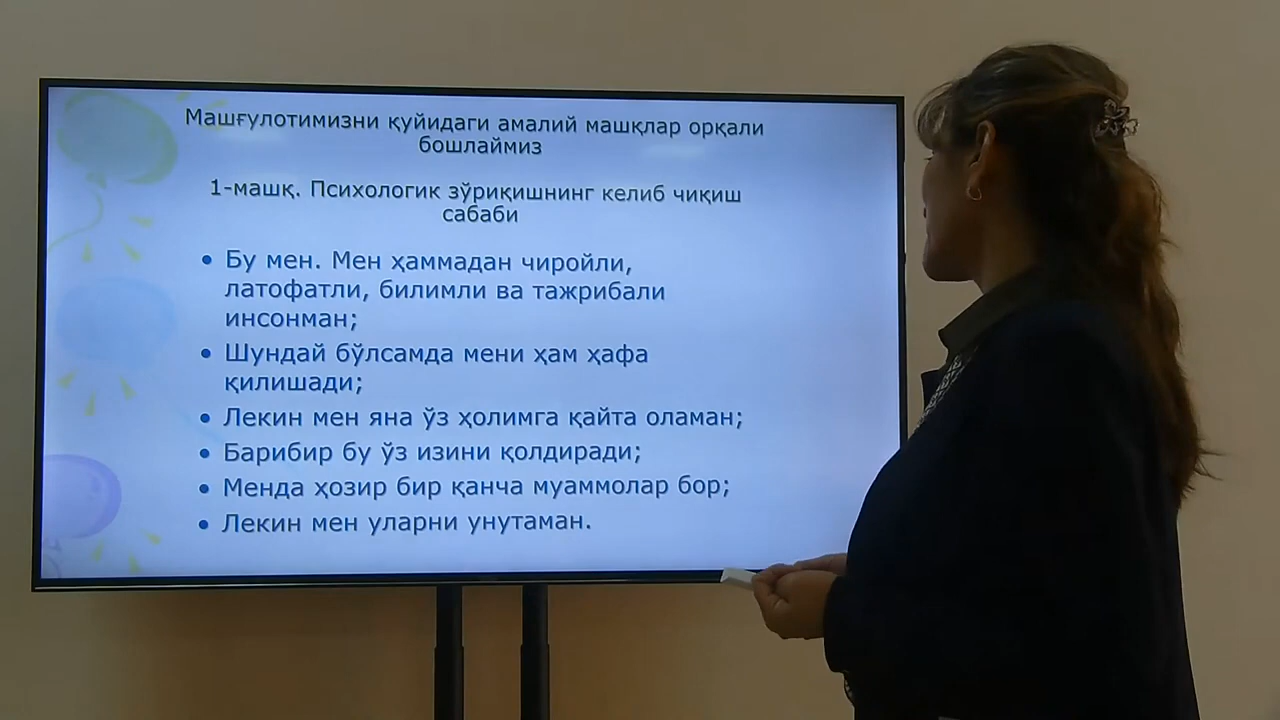 Машғулотимизни қуйидаги амалий машқлар орқали
бошлаймиз
1-машқ. Психологик зўриқишнинг келиб чиқиш
сабаби
• Бу мен. Мен ҳаммадан чиройли,
латофатли, билимли ва тажрибали
инсонман;
• Шундай бўлсамда мени ҳам ҳафа
қилишади;
• Лекин мен яна ўз ҳолимга қайта оламан;
• Барибир бу ўз изини қолдиради;
• Менда ҳозир бир қанча муаммолар бор;
• Лекин мен уларни унутаман.